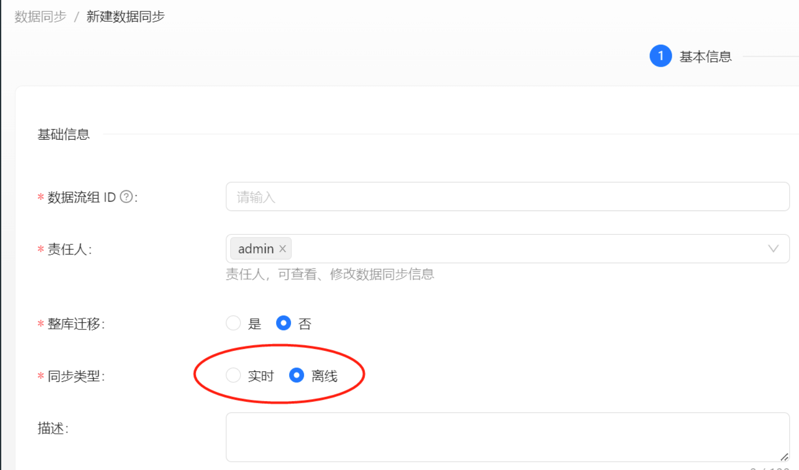 数据同步 / 新建数据同步
1 基本信息
基础信息
* 数据流组 ID ? :
请输入
* 责任人:
admin ×
责任人，可查看、修改数据同步信息
* 整库迁移:
是 否
* 同步类型:
实时 离线
描述: